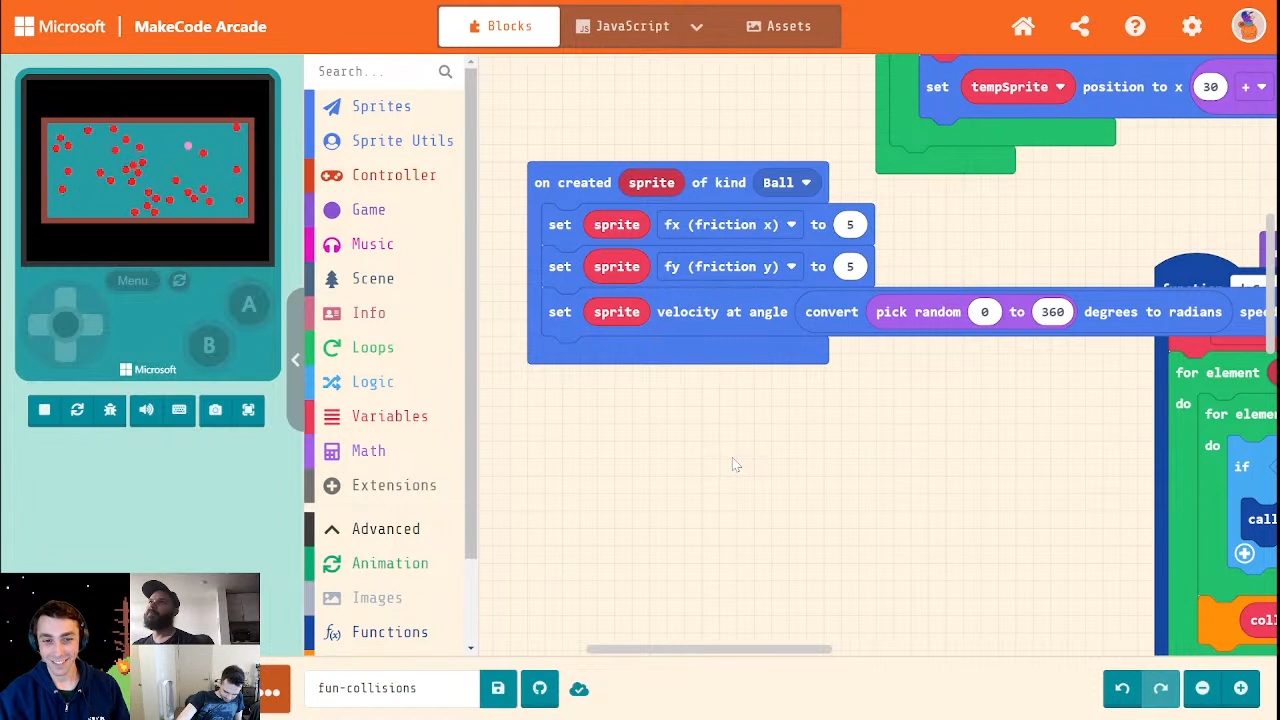 Microsoft | MakeCode Arcade
Blocks
JavaScript
Assets
Menu
A
B
Microsoft
Search...
Sprites
Sprite Utils
Controller
Game
Music
Scene
Info
Loops
Logic
Variables
Math
Extensions
Advanced
Animation
Images
Functions
set tempSprite position to x 30 +
on created sprite of kind Ball
set sprite fx (friction x) to 5
set sprite fy (friction y) to 5
set sprite velocity at angle convert pick random 0 to 360 degrees to radians
for element
do
for
do
if
fun-collisions